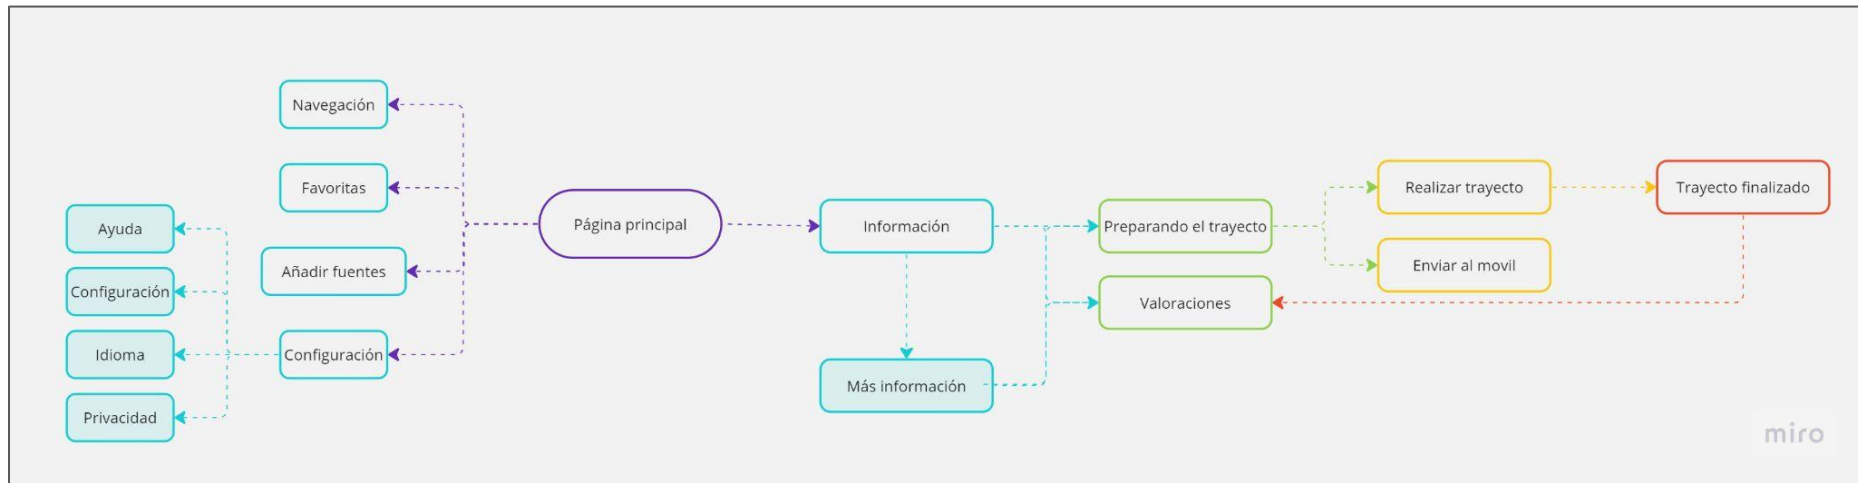 Navegación
Favoritas
Añadir fuentes
Configuración
Ayuda
Configuración
Idioma
Privacidad
Página principal
Información
Más información
Preparando el trayecto
Valoraciones
Realizar trayecto
Enviar al movil
Trayecto finalizado
miro